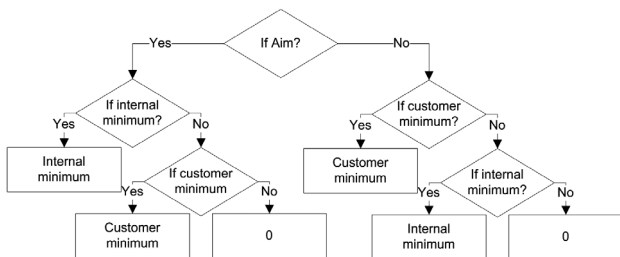 If Aim?
Yes
No
If internal
minimum?
If customer
minimum?
Yes
No
Yes
No
Internal
minimum
If customer
minimum
Customer
minimum
If internal
minimum?
Yes
No
Yes
No
Customer
minimum
0
Internal
minimum
0